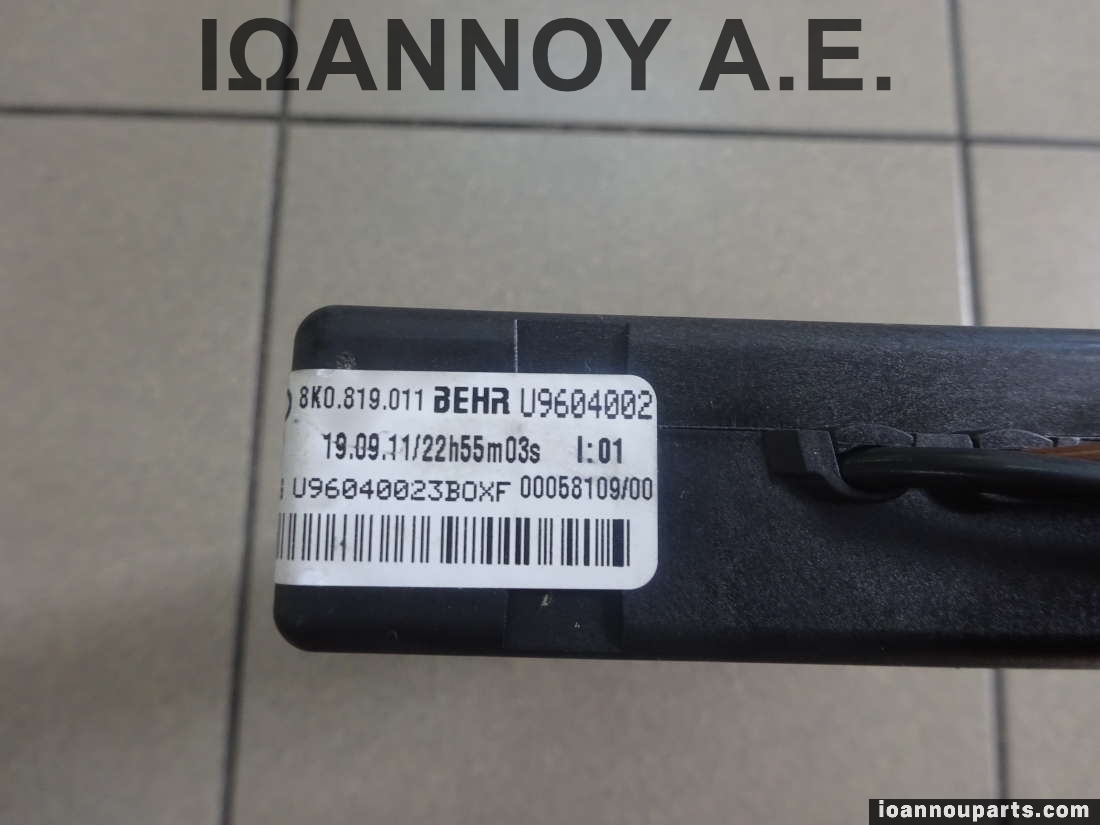 ΙΩΑΝΝΟΥ Α.Ε.
8K0.819.011 BEHR U9604002
19.09.11/22h55m03s I:01
U96040023BOXF 00058109/00
ioannouparts.com